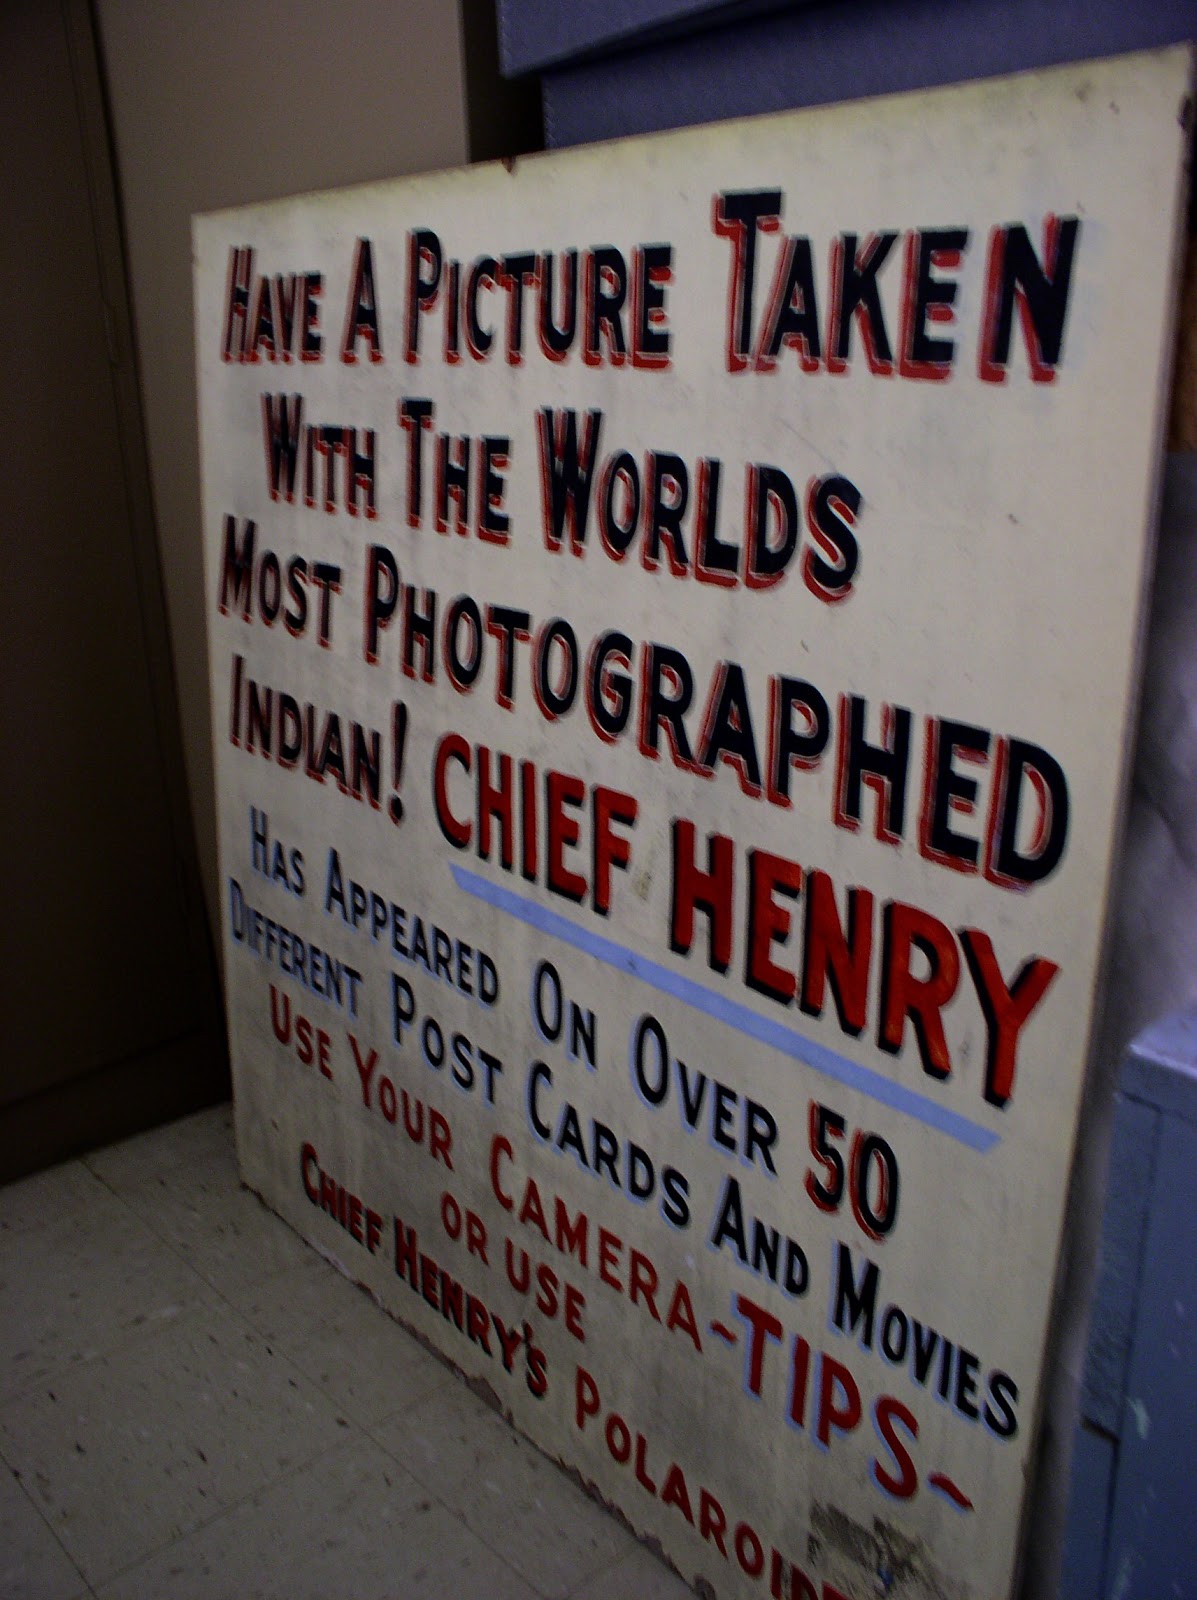 HAVE A PICTURE TAKEN
WITH THE WORLDS
MOST PHOTOGRAPHED
INDIAN! CHIEF HENRY
HAS APPEARED ON OVER 50
DIFFERENT POST CARDS AND MOVIES
USE YOUR CAMERA ~TIPS~
OR USE
CHIEF HENRY'S POLAROID